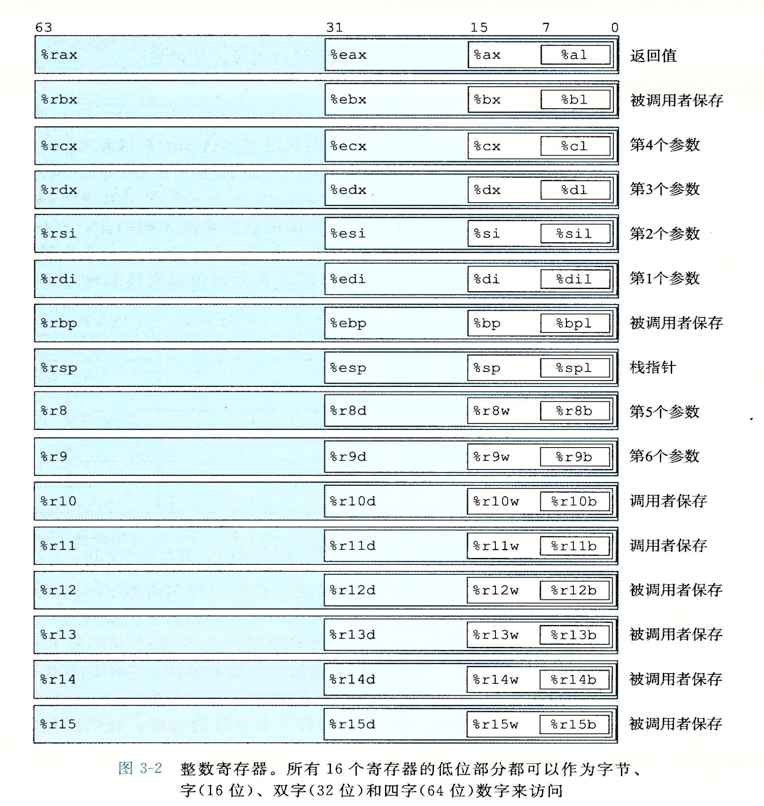 63 31 15 7 0
%rax %eax %ax %al 返回值
%rbx %ebx %bx %bl 被调用者保存
%rcx %ecx %cx %cl 第4个参数
%rdx %edx %dx %dl 第3个参数
%rsi %esi %si %sil 第2个参数
%rdi %edi %di %dil 第1个参数
%rbp %ebp %bp %bpl 被调用者保存
%rsp %esp %sp %spl 栈指针
%r8 %r8d %r8w %r8b 第5个参数
%r9 %r9d %r9w %r9b 第6个参数
%r10 %r10d %r10w %r10b 调用者保存
%r11 %r11d %r11w %r11b 调用者保存
%r12 %r12d %r12w %r12b 被调用者保存
%r13 %r13d %r13w %r13b 被调用者保存
%r14 %r14d %r14w %r14b 被调用者保存
%r15 %r15d %r15w %r15b 被调用者保存
图 3-2 整数寄存器。所有 16 个寄存器的低位部分都可以作为字节、
字(16 位)、双字(32 位)和四字(64 位)数字来访问